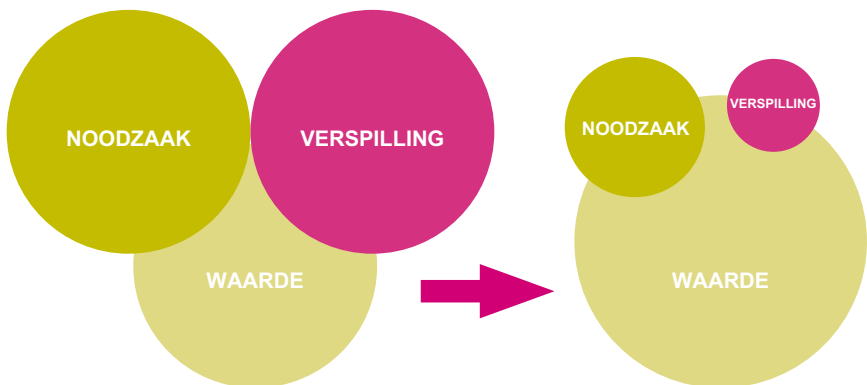 NOODZAAK
VERSPILLING
WAARDE
NOODZAAK
VERSPILLING
WAARDE